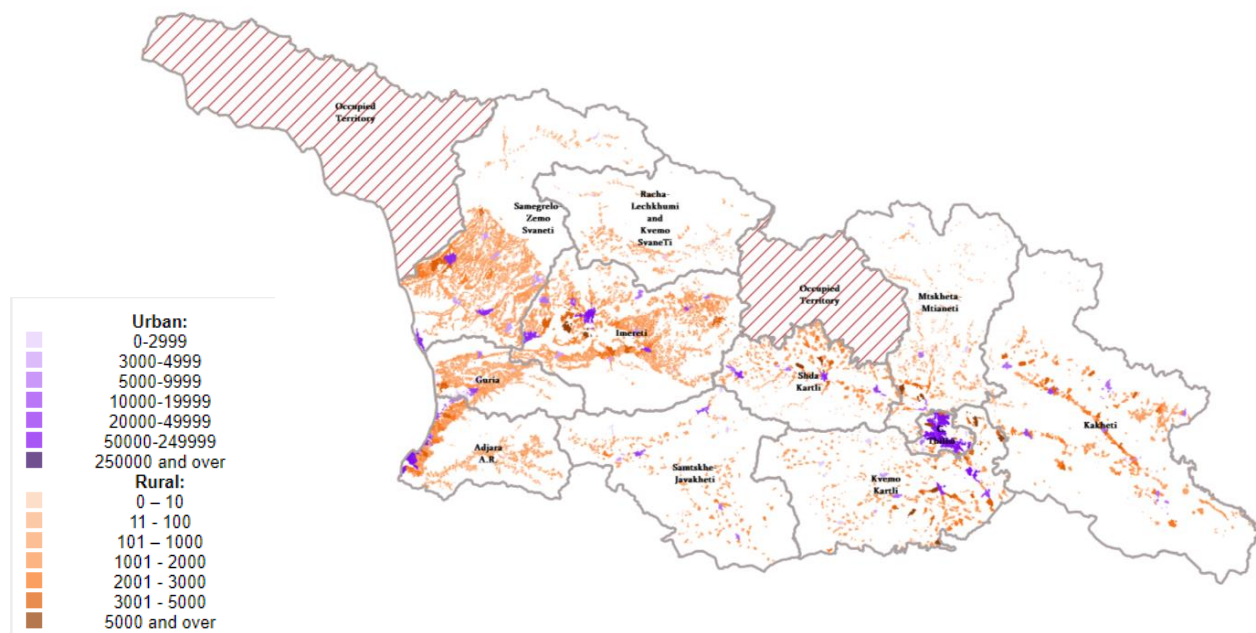 Occupied
Territory
Samegrelo-
Zemo
Svaneti
Racha-
Lechkhumi
and
Kvemo
SvaneTi
Occupied
Territory
Mtskheta-
Mtianeti
Imereti
Guria
Shda
Kartli
Adjara
A.R.
Samtskhe-
Javakheti
Kvemo
Kartli
Kakheti
Urban:
0-2999
3000-4999
5000-9999
10000-19999
20000-49999
50000-249999
250000 and over
Rural:
0 – 10
11 - 100
101 – 1000
1001 - 2000
2001 - 3000
3001 - 5000
5000 and over